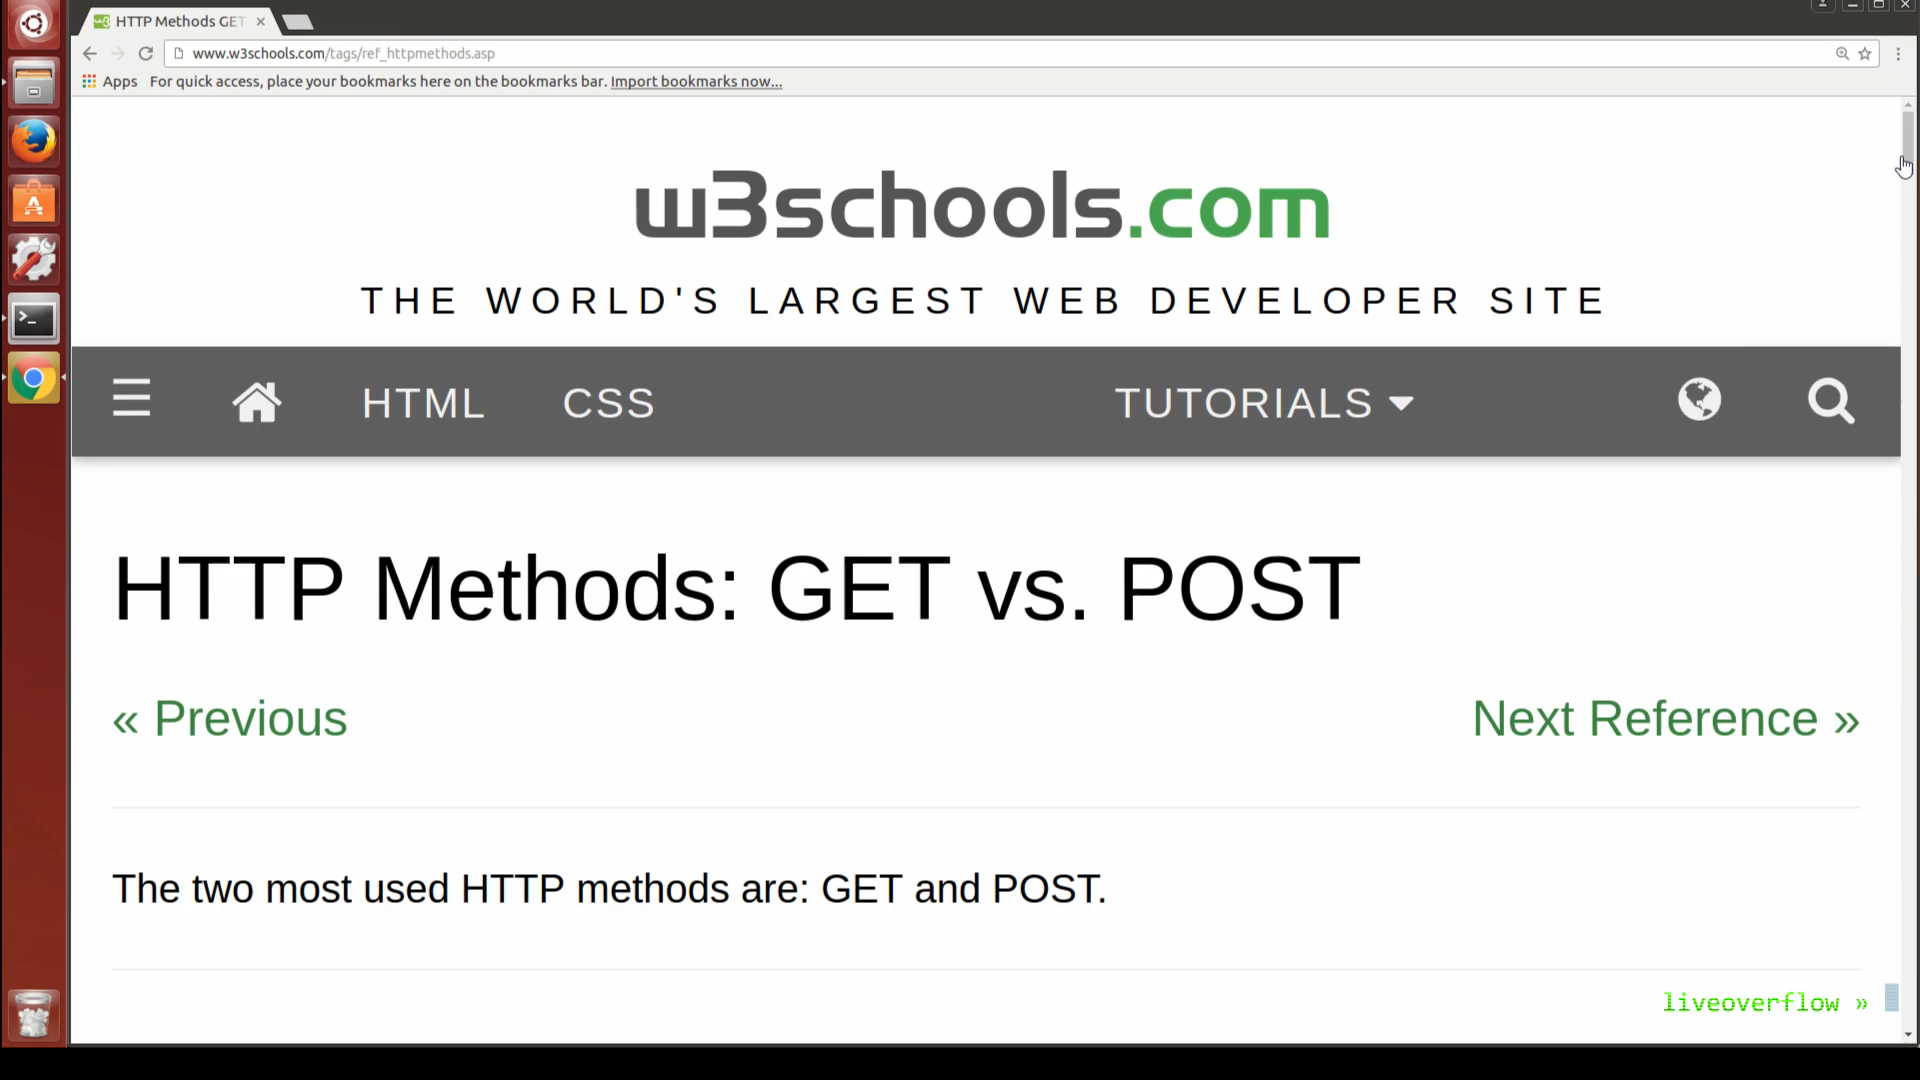 HTTP Methods GET
www.w3schools.com/tags/ref_httpmethods.asp
Apps For quick access, place your bookmarks here on the bookmarks bar. Import bookmarks now...
w3schools.com
THE WORLD'S LARGEST WEB DEVELOPER SITE
HTML CSS TUTORIALS
HTTP Methods: GET vs. POST
« Previous Next Reference »
The two most used HTTP methods are: GET and POST.
liveoverflow »